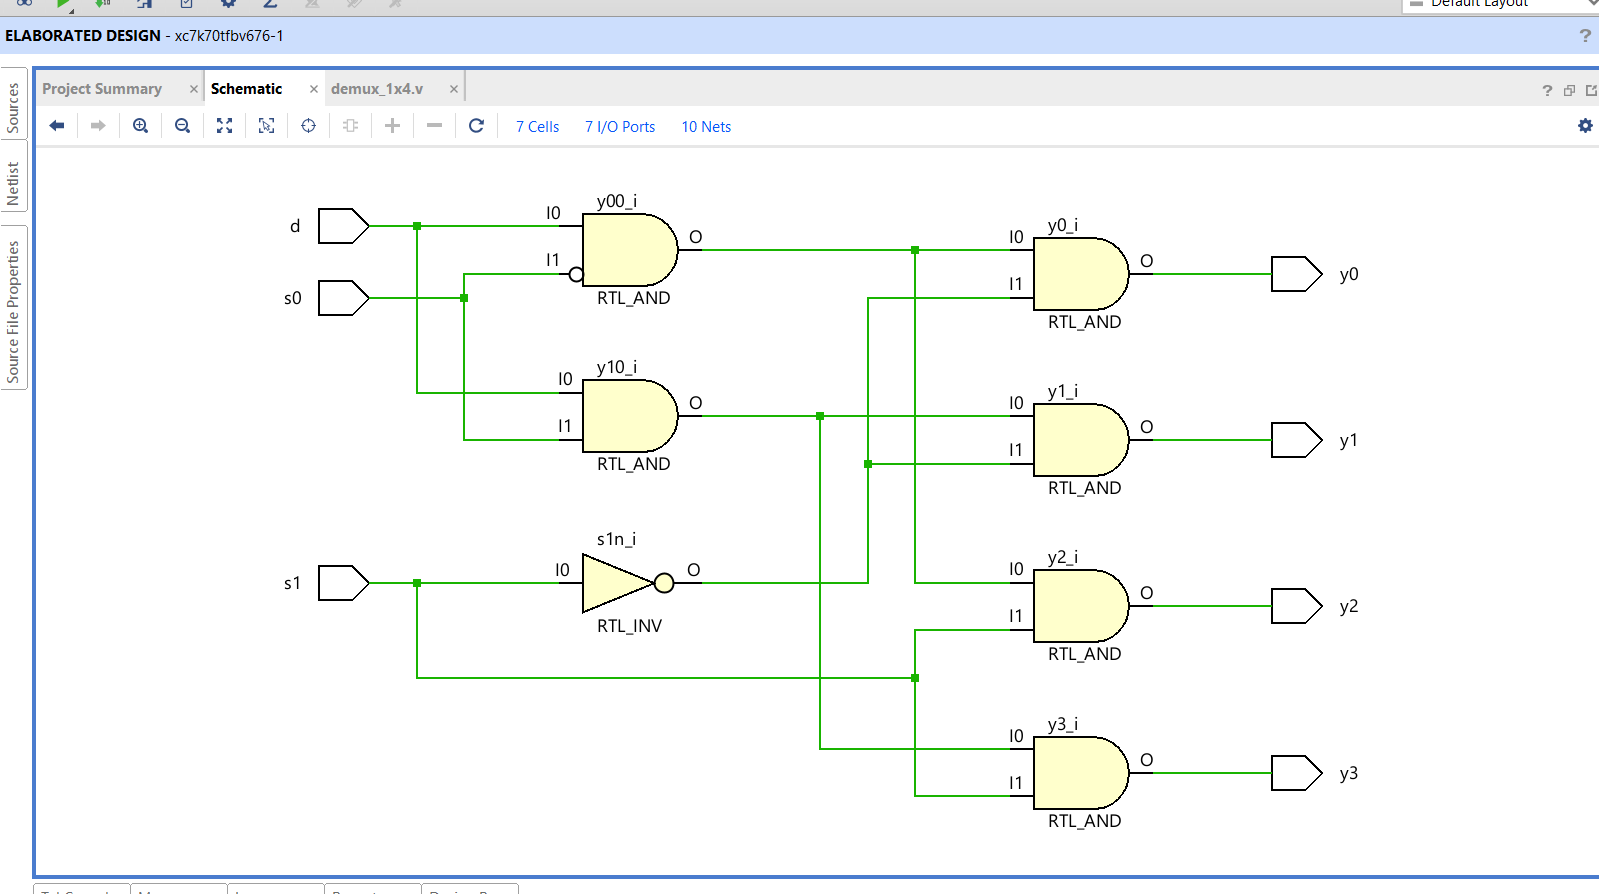 Default Layout
ELABORATED DESIGN - xc7k70tfbv676-1
?
Sources
Netlist
Source File Properties
Project Summary × Schematic × demux_1x4.v ×
?
7 Cells 7 I/O Ports 10 Nets
d
s0
s1
I0
I1
y00_i
O
RTL_AND
I0
I1
y10_i
O
RTL_AND
I0
s1n_i
O
RTL_INV
I0
I1
y0_i
O
RTL_AND
y0
I0
I1
y1_i
O
RTL_AND
y1
I0
I1
y2_i
O
RTL_AND
y2
I0
I1
y3_i
O
RTL_AND
y3